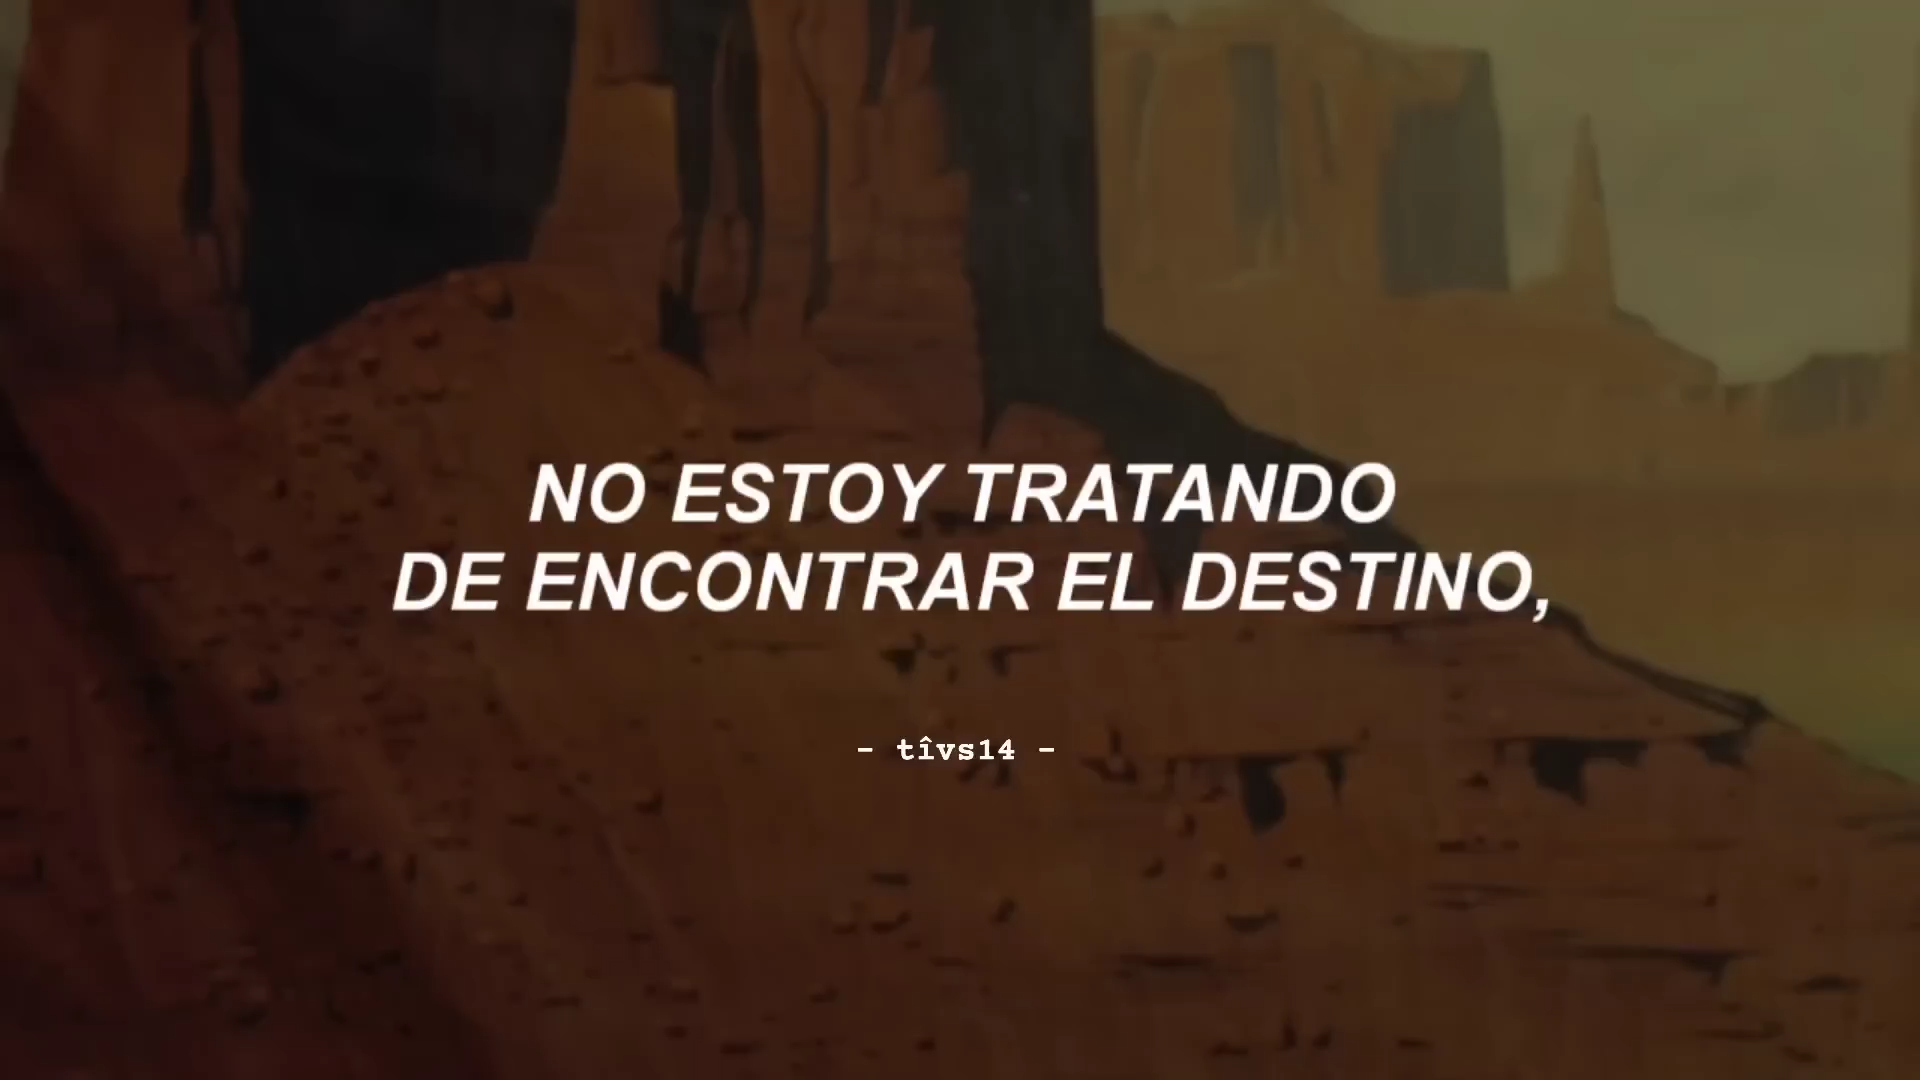 NO ESTOY TRATANDO
DE ENCONTRAR EL DESTINO,
- tîvs14 -